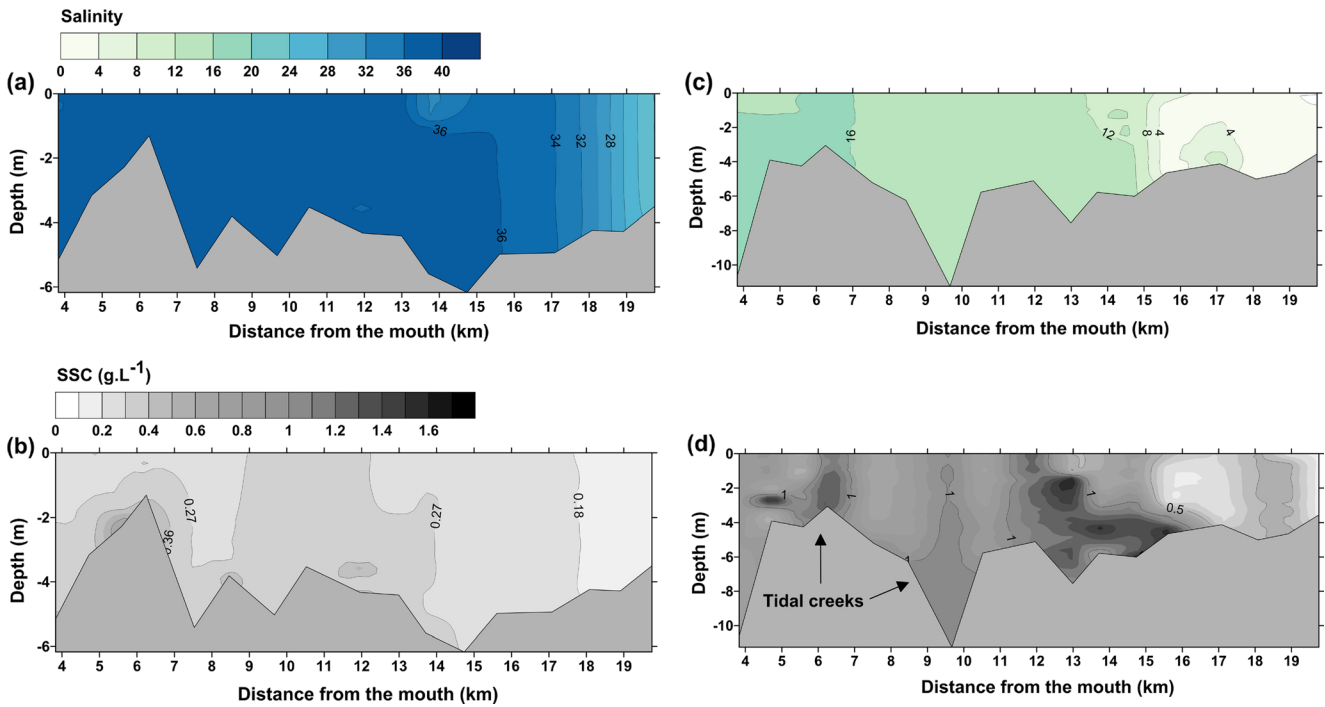 Salinity
0 4 8 12 16 20 24 28 32 36 40
(a)
0
-2
-4
-6
Depth (m)
36
36
34
32
28
4 5 6 7 8 9 10 11 12 13 14 15 16 17 18 19
Distance from the mouth (km)
(c)
0
-2
-4
-6
-8
-10
Depth (m)
16
12
8
4
4
4 5 6 7 8 9 10 11 12 13 14 15 16 17 18 19
Distance from the mouth (km)
SSC (g.L-1)
0 0.2 0.4 0.6 0.8 1 1.2 1.4 1.6
(b)
0
-2
-4
-6
Depth (m)
0.36
0.27
0.27
0.18
4 5 6 7 8 9 10 11 12 13 14 15 16 17 18 19
Distance from the mouth (km)
(d)
0
-2
-4
-6
-8
-10
Depth (m)
1
1
1
1
1
1
0.5
Tidal creeks
4 5 6 7 8 9 10 11 12 13 14 15 16 17 18 19
Distance from the mouth (km)